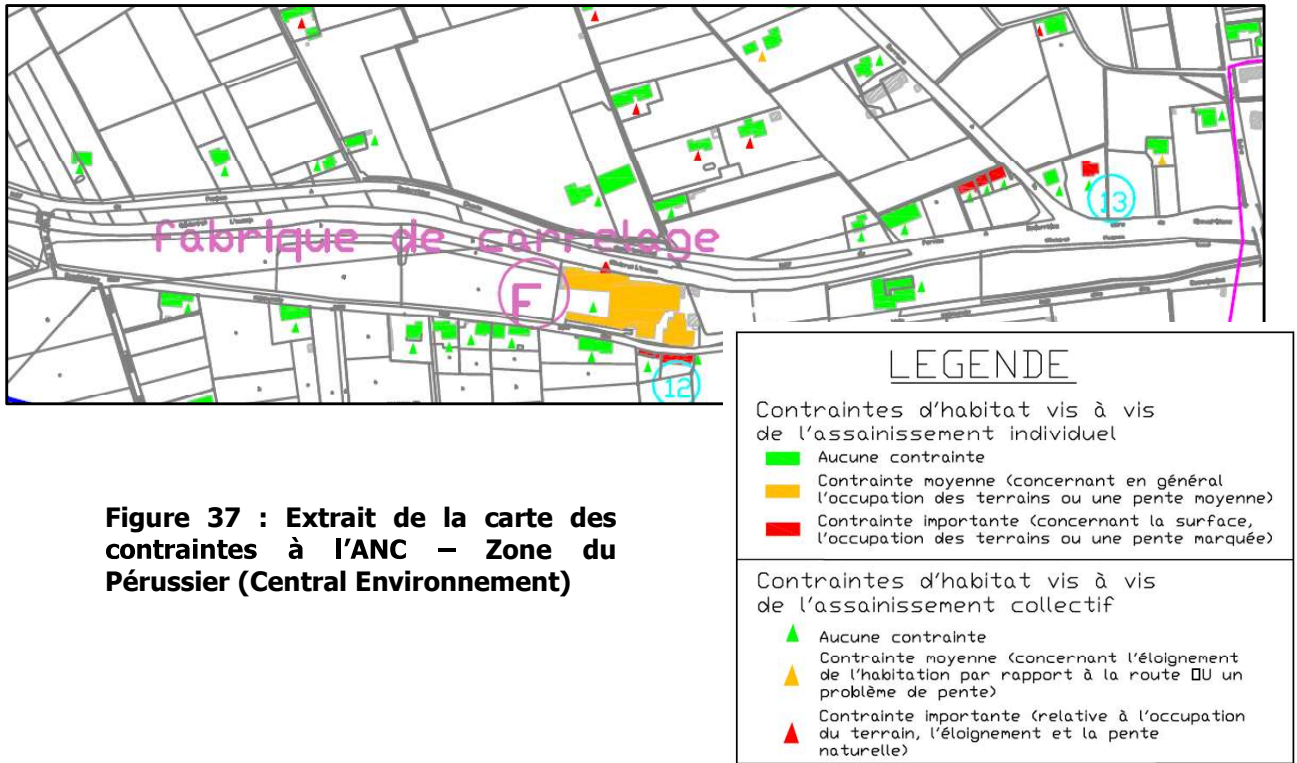 fabrique de carrelage
F
13
12
LEGENDE
Contraintes d'habitat vis à vis
de l'assainissement individuel
Aucune contrainte
Contrainte moyenne (concernant en général
l'occupation des terrains ou une pente moyenne)
Contrainte importante (concernant la surface,
l'occupation des terrains ou une pente marquée)
Contraintes d'habitat vis à vis
de l'assainissement collectif
Aucune contrainte
Contrainte moyenne (concernant l'éloignement
de l'habitation par rapport à la route OU un
problème de pente)
Contrainte importante (relative à l'occupation
du terrain, l'éloignement et la pente
naturelle)
Figure 37 : Extrait de la carte des
contraintes à l'ANC – Zone du
Pérussier (Central Environnement)